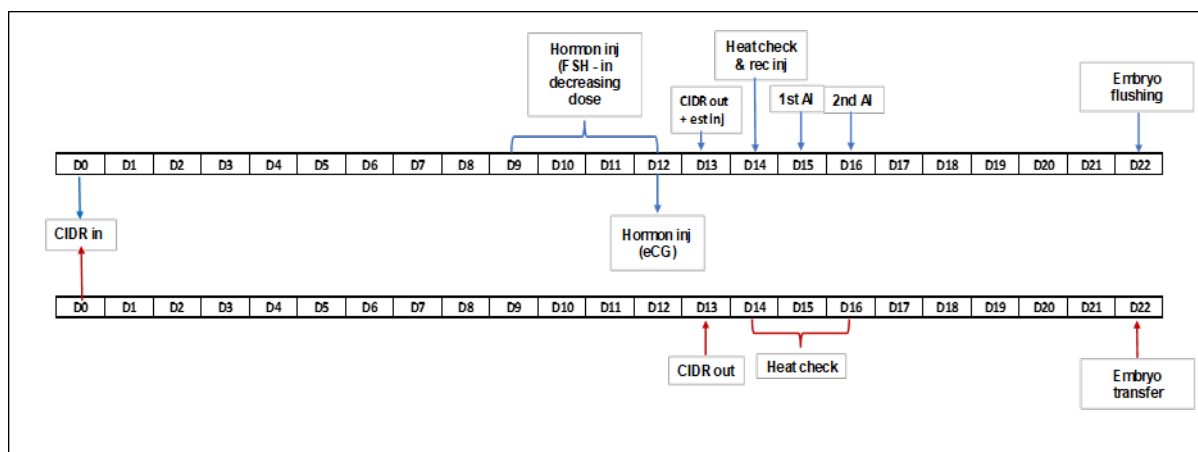 Hormon inj
(FSH - in
decreasing
dose
Heat check
& rec inj
CIDR out
+ est inj
1st AI
2nd AI
Embryo
flushing
D0 D1 D2 D3 D4 D5 D6 D7 D8 D9 D10 D11 D12 D13 D14 D15 D16 D17 D18 D19 D20 D21 D22
CIDR in
Hormon inj
(eCG)
D0 D1 D2 D3 D4 D5 D6 D7 D8 D9 D10 D11 D12 D13 D14 D15 D16 D17 D18 D19 D20 D21 D22
CIDR out
Heat check
Embryo
transfer